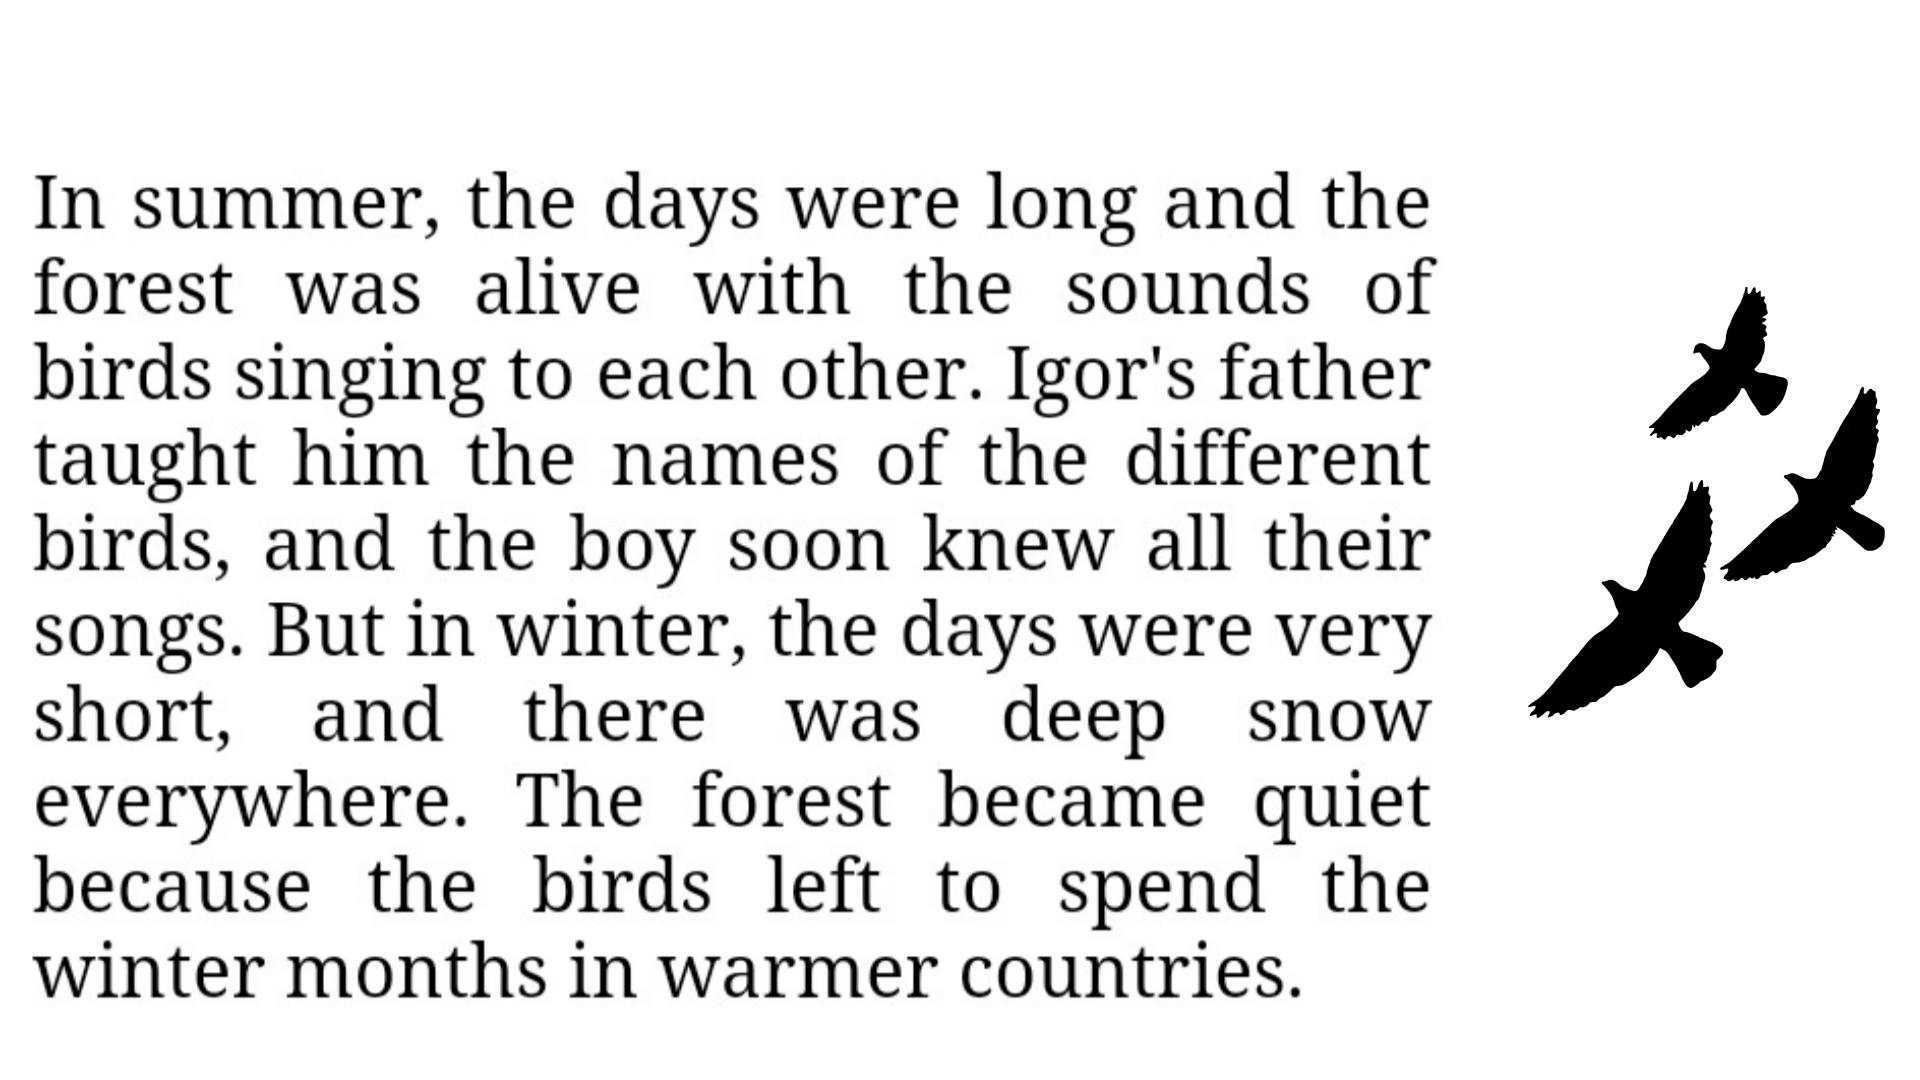 In summer, the days were long and the
forest was alive with the sounds of
birds singing to each other. Igor's father
taught him the names of the different
birds, and the boy soon knew all their
songs. But in winter, the days were very
short, and there was deep snow
everywhere. The forest became quiet
because the birds left to spend the
winter months in warmer countries.